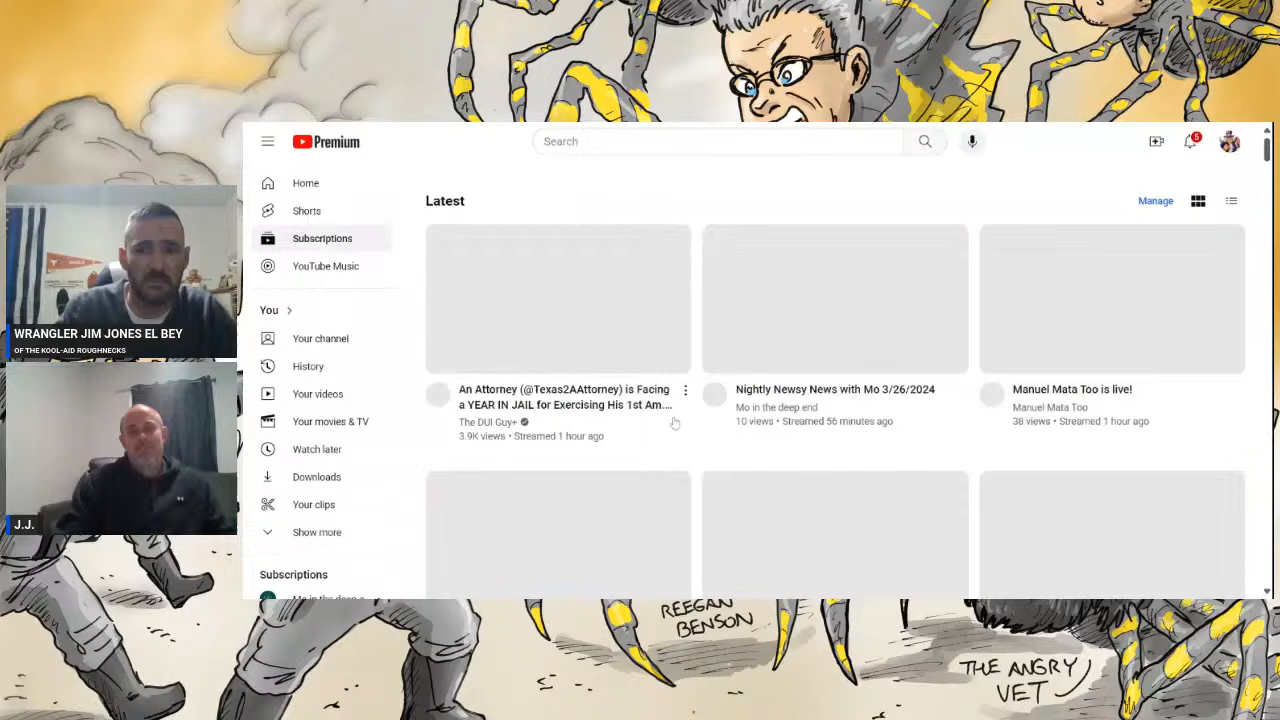 Premium
Search
5
Home
Shorts
Subscriptions
YouTube Music
You
Your channel
History
Your videos
Your movies & TV
Watch later
Downloads
Your clips
Show more
Subscriptions
Latest
Manage
An Attorney (@Texas2AAttorney) is Facing
a YEAR IN JAIL for Exercising His 1st Am....
The DUI Guy+
3.9K views • Streamed 1 hour ago
Nightly Newsy News with Mo 3/26/2024
Mo in the deep end
10 views • Streamed 56 minutes ago
Manuel Mata Too is live!
Manuel Mata Too
38 views • Streamed 1 hour ago
WRANGLER JIM JONES EL BEY
OF THE KOOL-AID ROUGHNECKS
J.J.
REEGAN
BENSON
THE ANGRY
VET